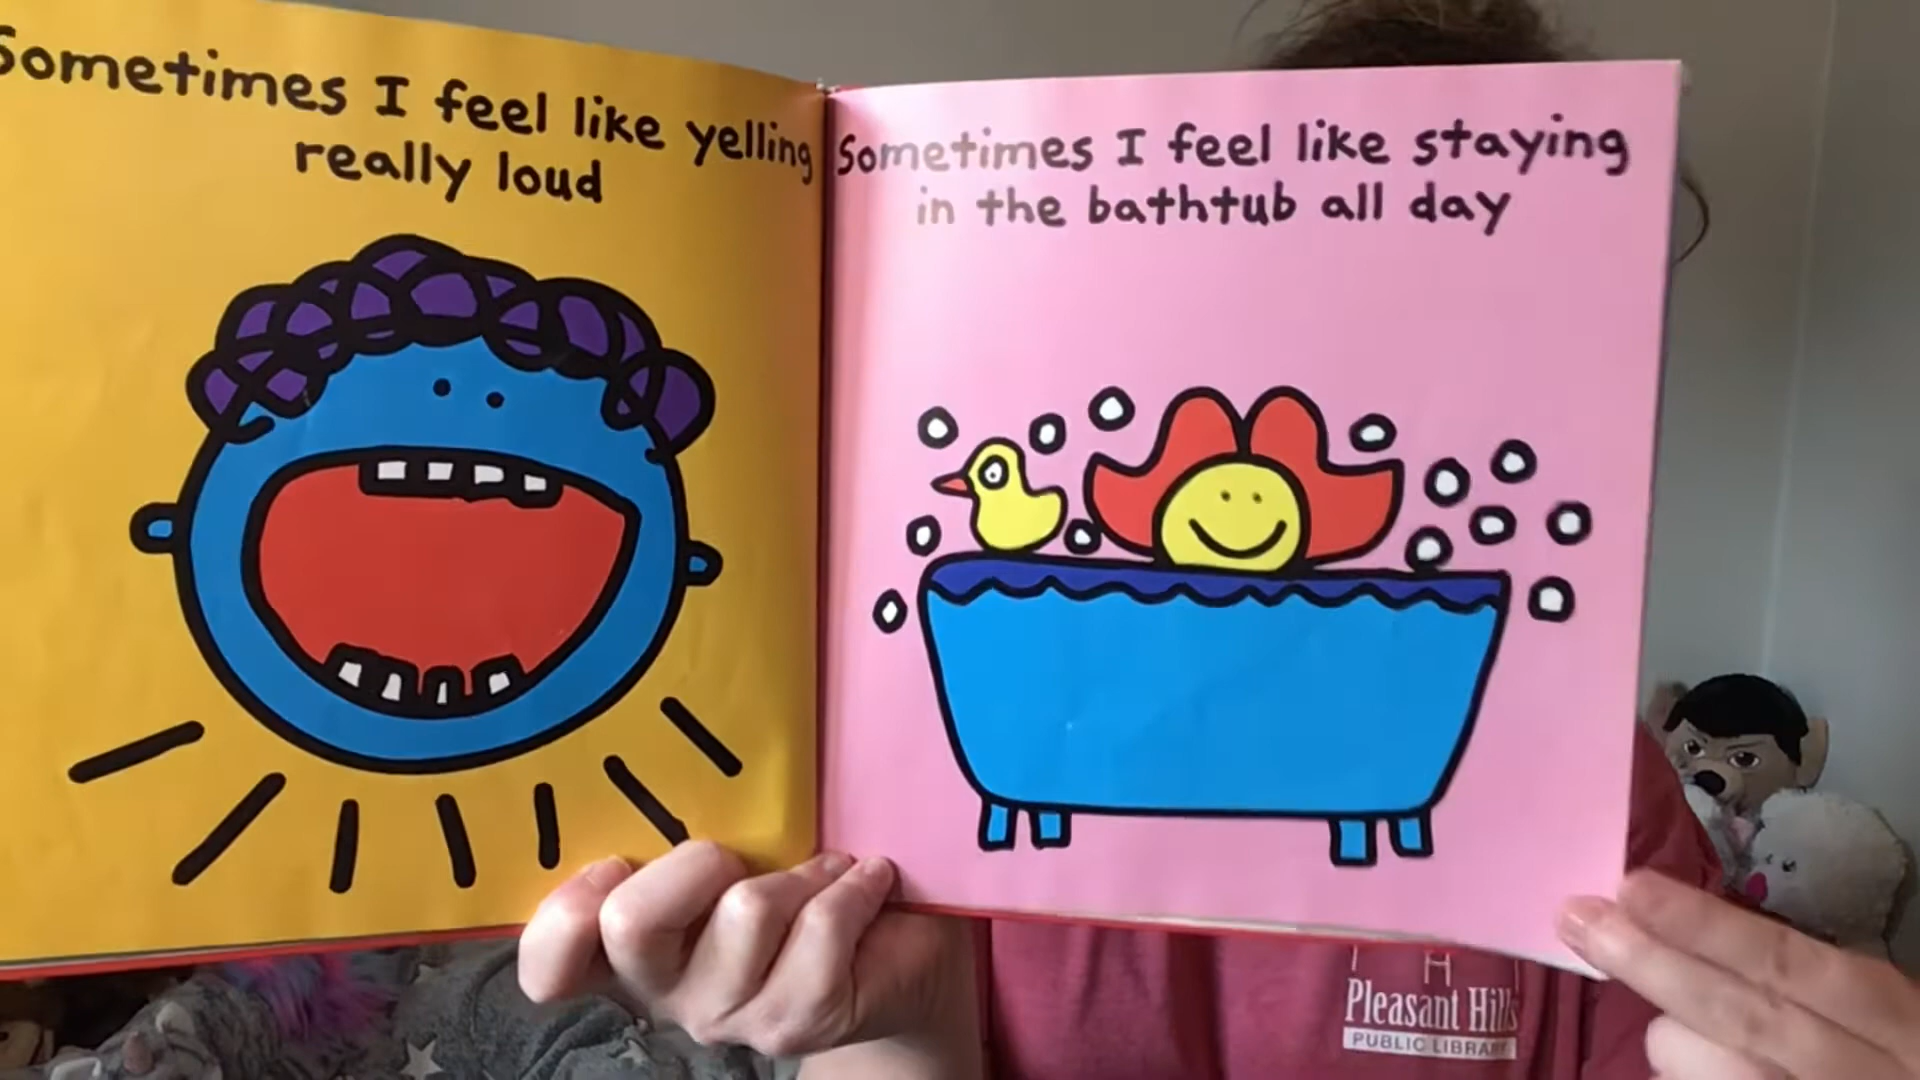 Sometimes I feel like yelling
really loud
Sometimes I feel like staying
in the bathtub all day
Pleasant Hills
PUBLIC LIBRARY